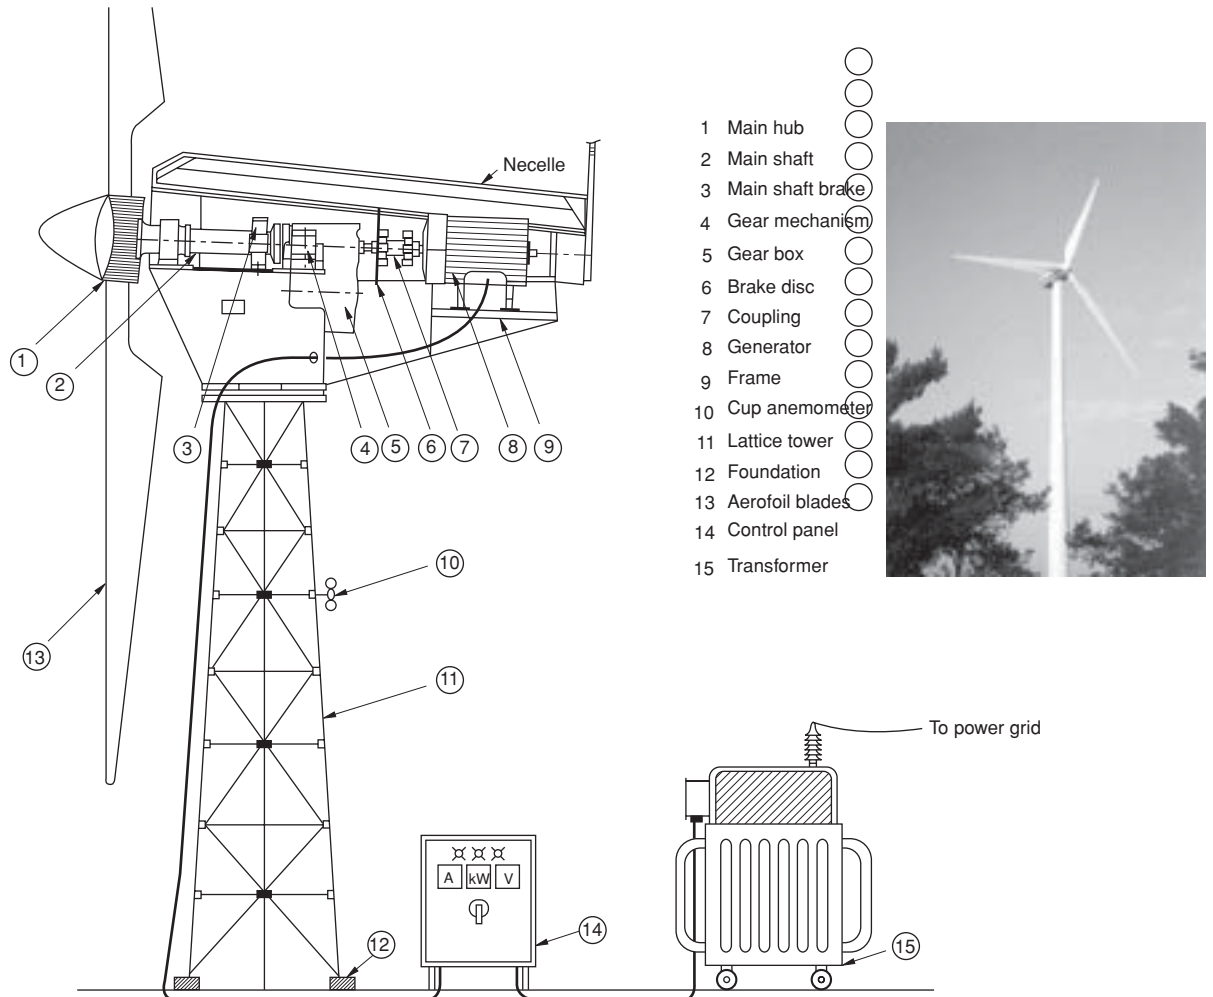 Necelle
1 Main hub
2 Main shaft
3 Main shaft brake
4 Gear mechanism
5 Gear box
6 Brake disc
7 Coupling
8 Generator
9 Frame
10 Cup anemometer
11 Lattice tower
12 Foundation
13 Aerofoil blades
14 Control panel
15 Transformer
1
2
3
4
5
6
7
8
9
10
13
11
To power grid
A kW V
12
14
15